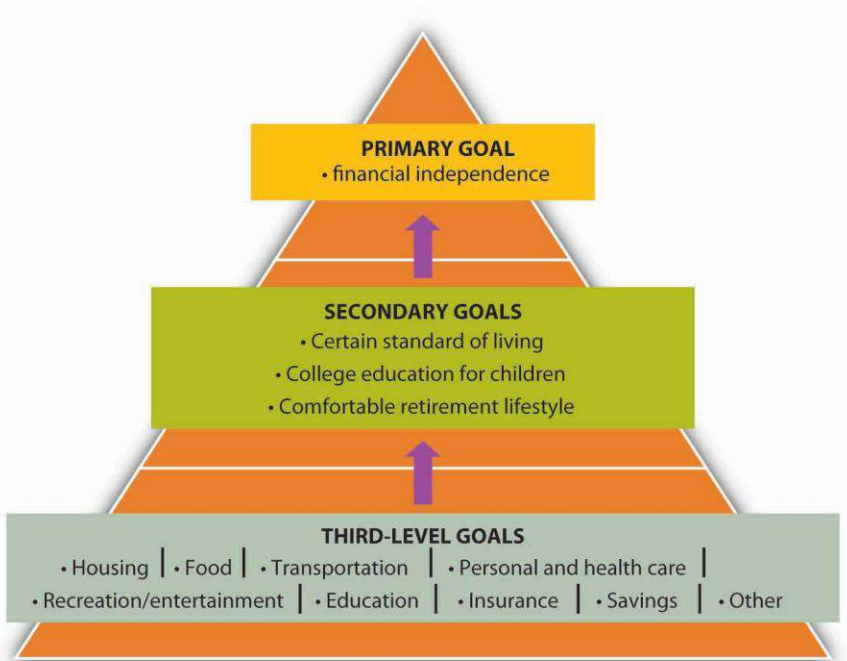 PRIMARY GOAL
• financial independence
SECONDARY GOALS
• Certain standard of living
• College education for children
• Comfortable retirement lifestyle
THIRD-LEVEL GOALS
• Housing | • Food | • Transportation | • Personal and health care |
• Recreation/entertainment | • Education | • Insurance | • Savings | • Other